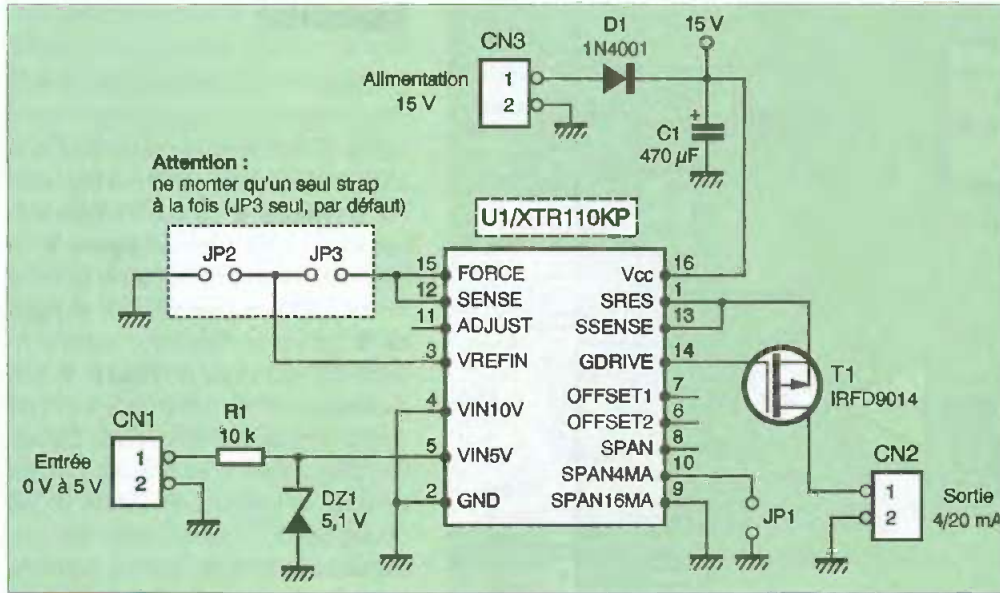 D1
1N4001
15 V
CN3
Alimentation
15 V
1
2
+
C1
470 µF
Attention :
ne monter qu'un seul strap
à la fois (JP3 seul, par défaut)
JP2
JP3
U1/XTR110KP
15 FORCE
12 SENSE
11 ADJUST
3 VREFIN
4 VIN10V
5 VIN5V
2 GND
Vcc 16
SRES 1
SSENSE 13
GDRIVE 14
OFFSET1 7
OFFSET2 6
SPAN 8
SPAN4MA 10
SPAN16MA 9
T1
IRFD9014
CN1
Entrée
0 V à 5 V
1
2
R1
10 k
DZ1
5,1 V
JP1
CN2
1
2
Sortie
4/20 mA